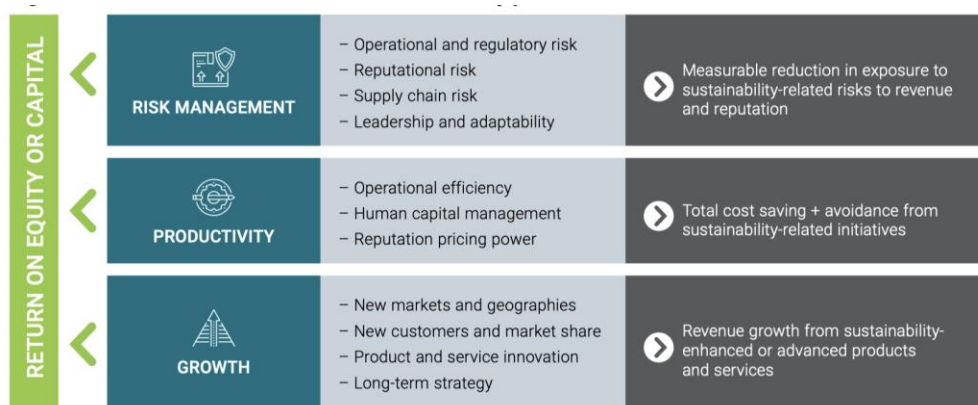 RETURN ON EQUITY OR CAPITAL
RISK MANAGEMENT
– Operational and regulatory risk
– Reputational risk
– Supply chain risk
– Leadership and adaptability
Measurable reduction in exposure to
sustainability-related risks to revenue
and reputation
PRODUCTIVITY
– Operational efficiency
– Human capital management
– Reputation pricing power
Total cost saving + avoidance from
sustainability-related initiatives
GROWTH
– New markets and geographies
– New customers and market share
– Product and service innovation
– Long-term strategy
Revenue growth from sustainability-
enhanced or advanced products
and services